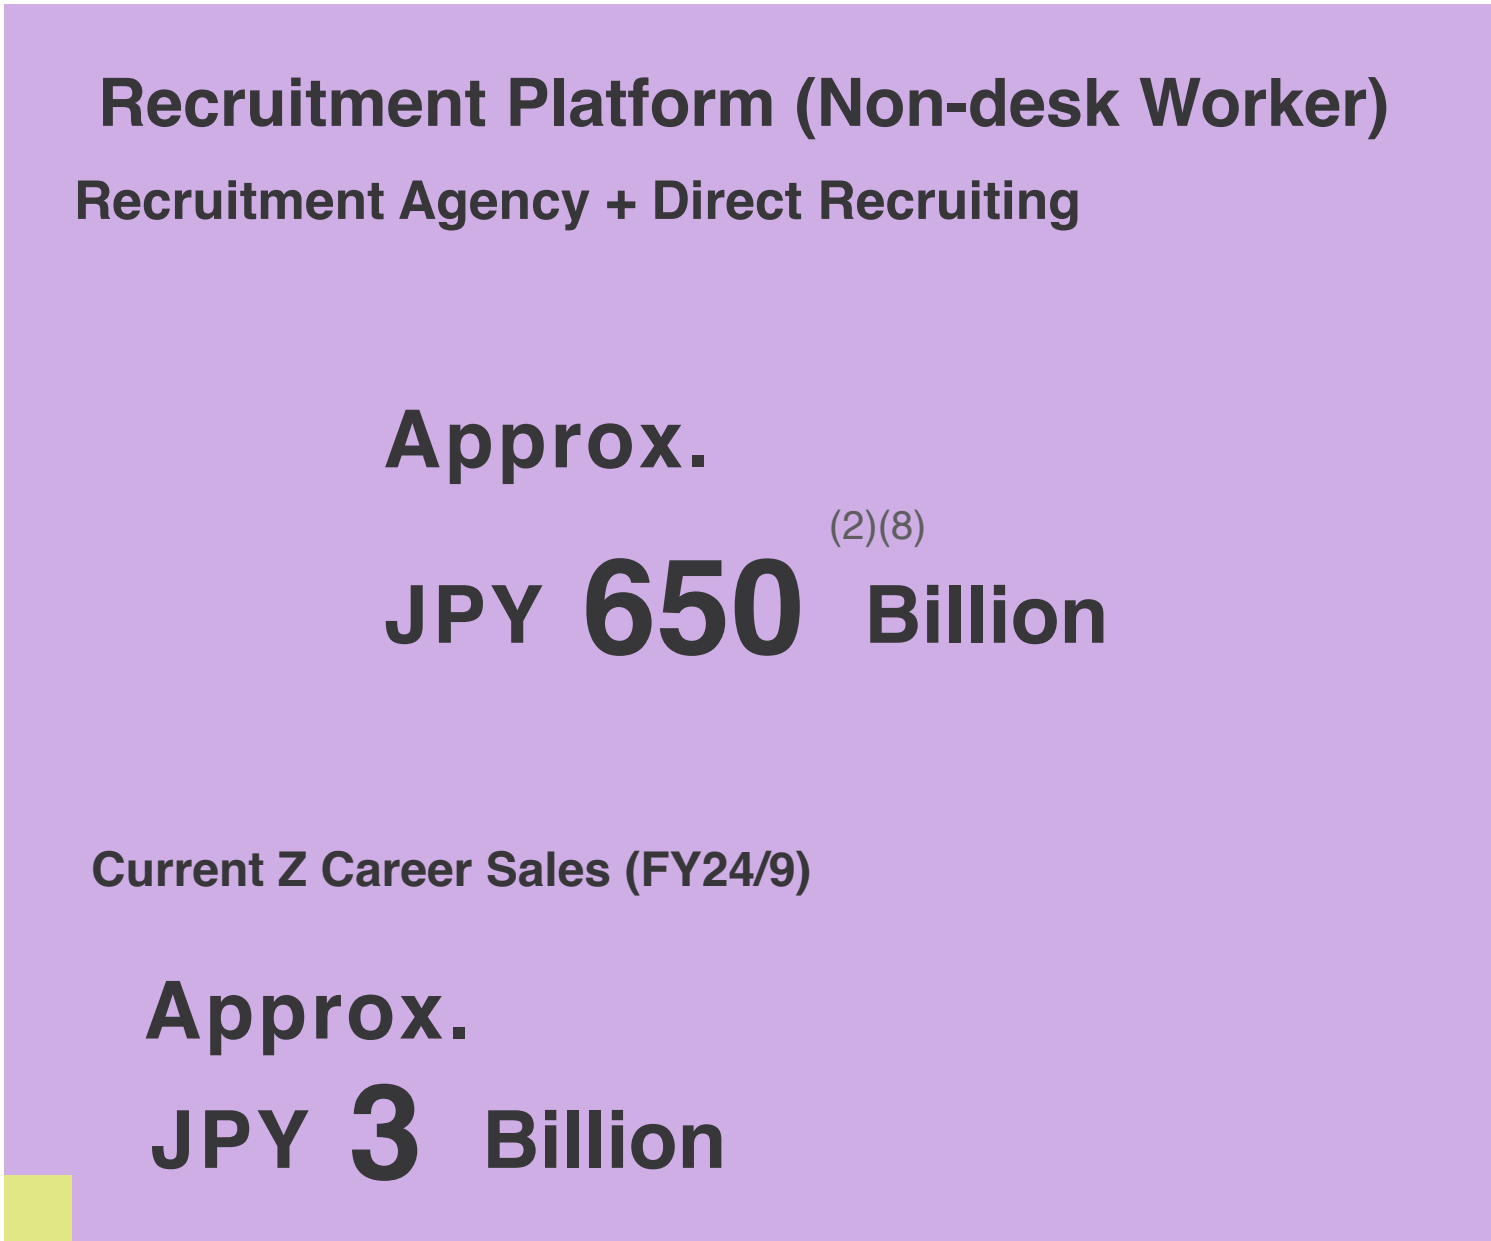 Recruitment Platform (Non-desk Worker)
Recruitment Agency + Direct Recruiting
Approx.
JPY 650 (2)(8) Billion
Current Z Career Sales (FY24/9)
Approx.
JPY 3 Billion